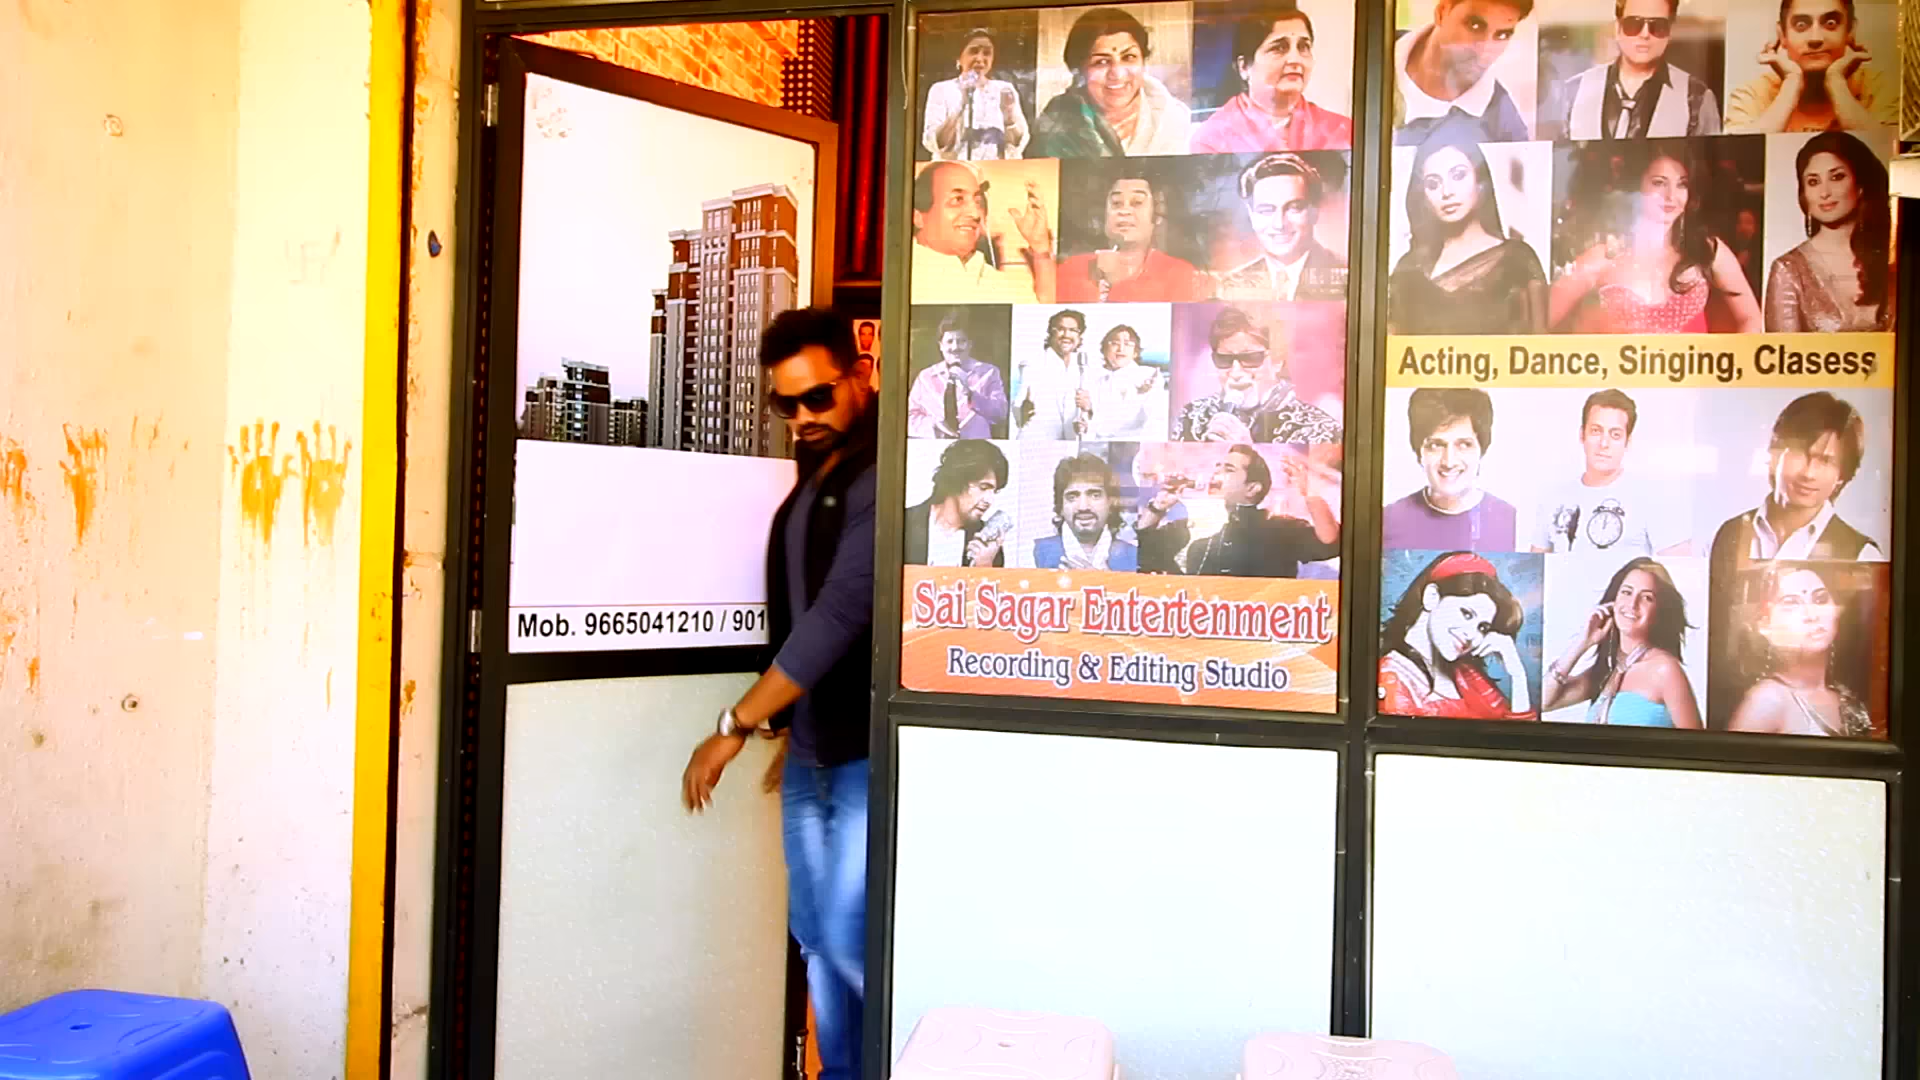 Mob. 9665041210 / 901
Sai Sagar Entertenment
Recording & Editing Studio
Acting, Dance, Singing, Clasess